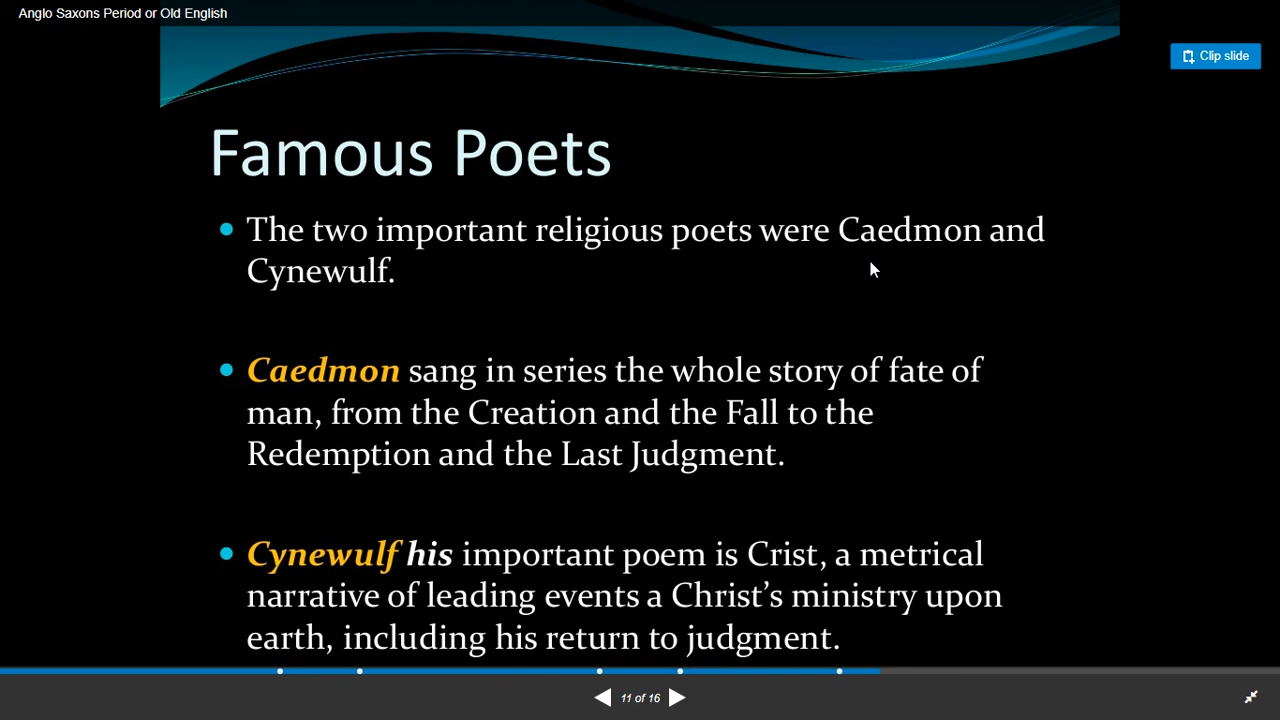 Anglo Saxons Period or Old English
Clip slide
Famous Poets
The two important religious poets were Caedmon and
Cynewulf.
Caedmon sang in series the whole story of fate of
man, from the Creation and the Fall to the
Redemption and the Last Judgment.
Cynewulf his important poem is Crist, a metrical
narrative of leading events a Christ’s ministry upon
earth, including his return to judgment.
11 of 16